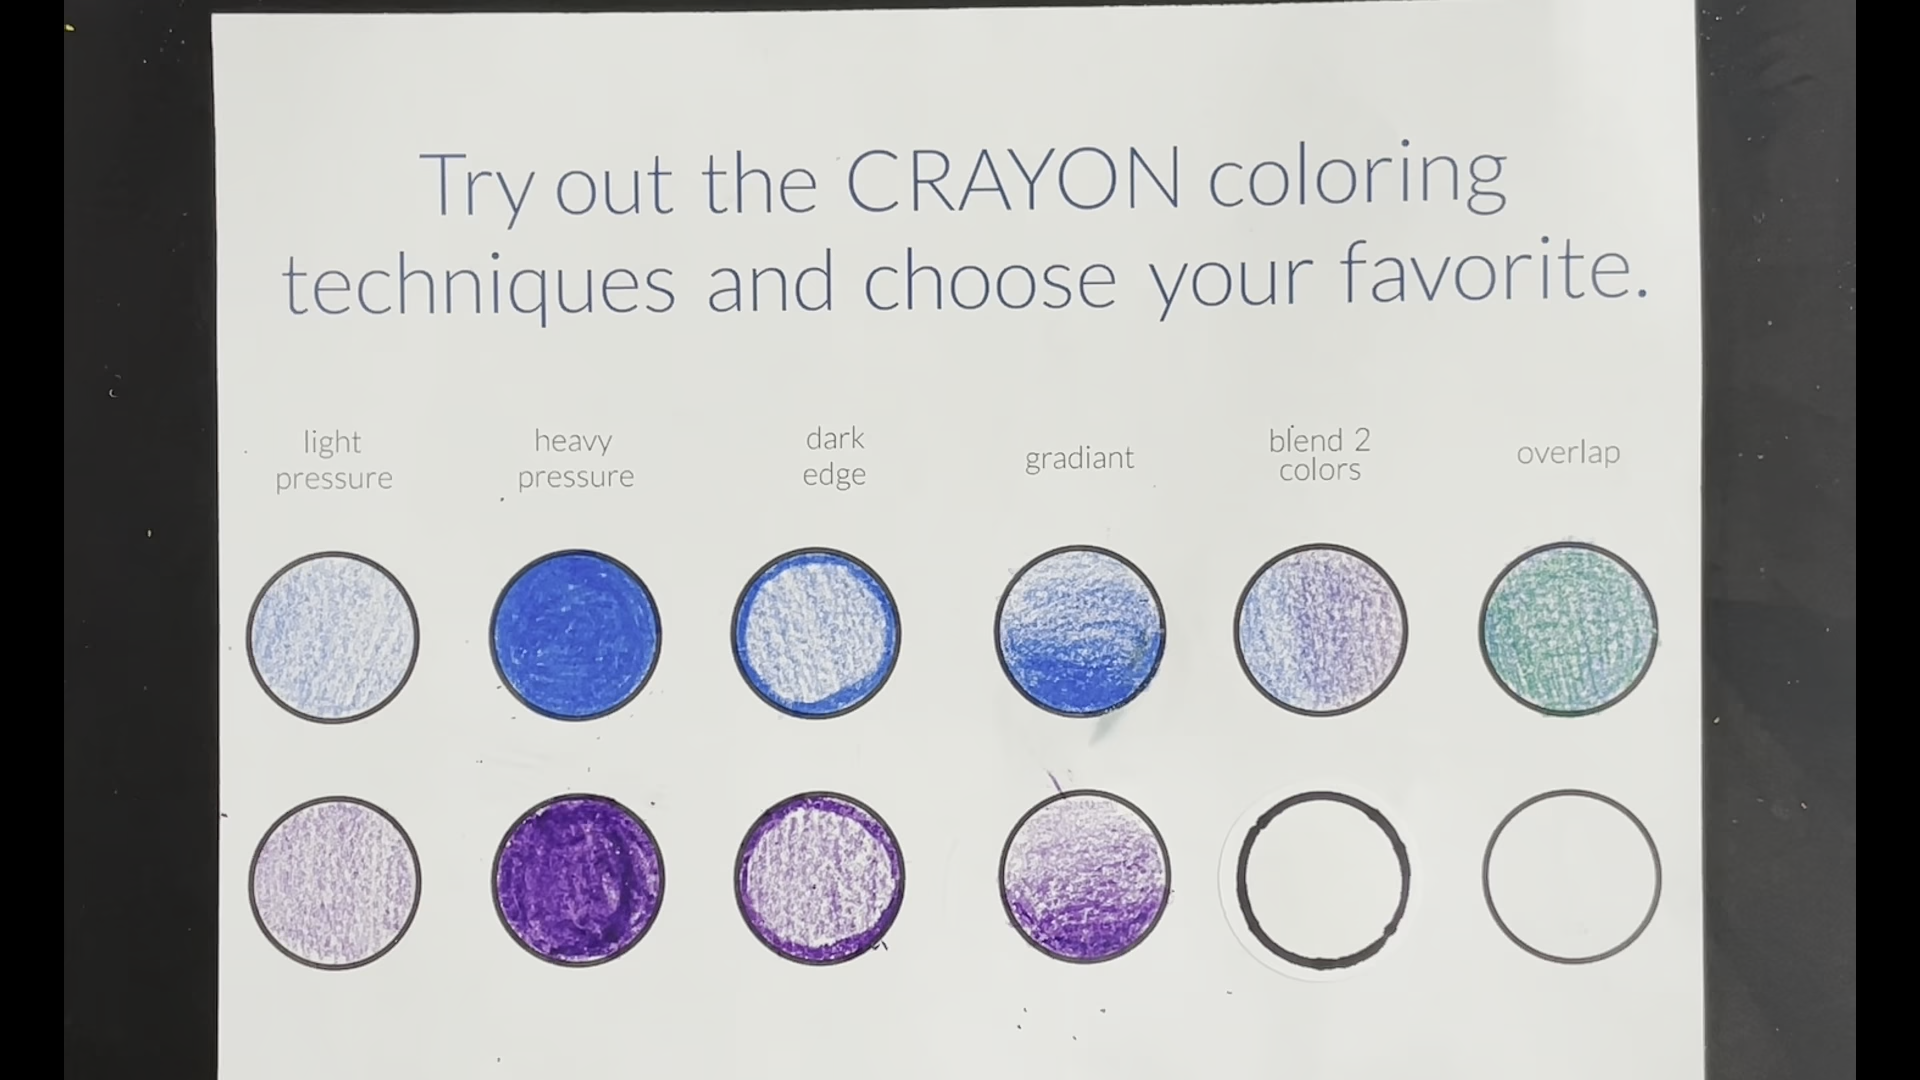 Try out the CRAYON coloring
techniques and choose your favorite.
light
pressure
heavy
pressure
dark
edge
gradiant
blend 2
colors
overlap